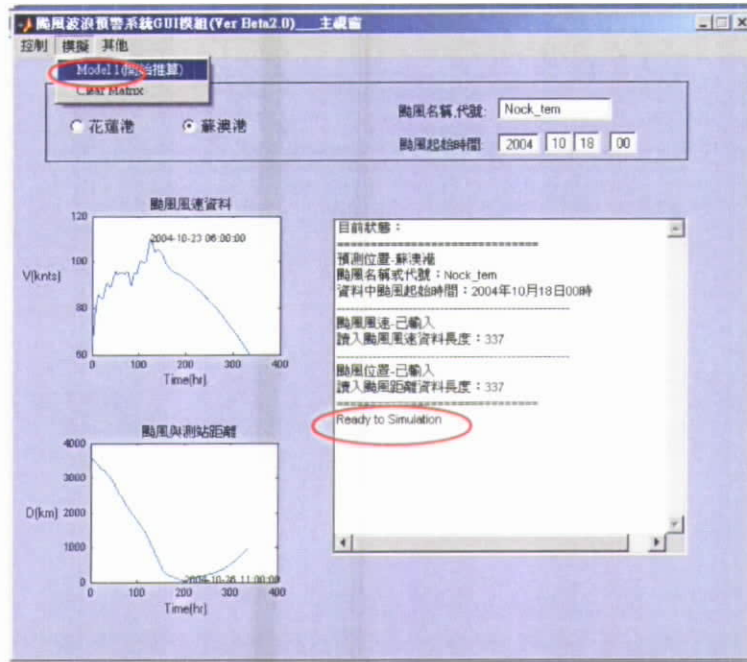 颱風波浪預警系統GUI模組(Ver Beta2.0)___主視窗
控制 模擬 其他
Model 1(開始推算)
Clear Matrix
花蓮港 蘇澳港
颱風名稱,代號: Nock_tem
颱風起始時間: 2004 10 18 00
颱風風速資料
120
100
80
60
V(knts)
2004-10-23 06:00:00
0 100 200 300 400
Time(hr)
颱風與測站距離
4000
3000
2000
1000
0
D(km)
2004-10-26 11:00:00
0 100 200 300 400
Time(hr)
目前狀態：
==============================
預測位置-蘇澳港
颱風名稱或代號：Nock_tem
資料中颱風起始時間：2004年10月18日00時
------------------------------------------------
颱風風速-已輸入
讀入颱風風速資料長度：337
------------------------------------------------
颱風位置-已輸入
讀入颱風距離資料長度：337
==============================
Ready to Simulation